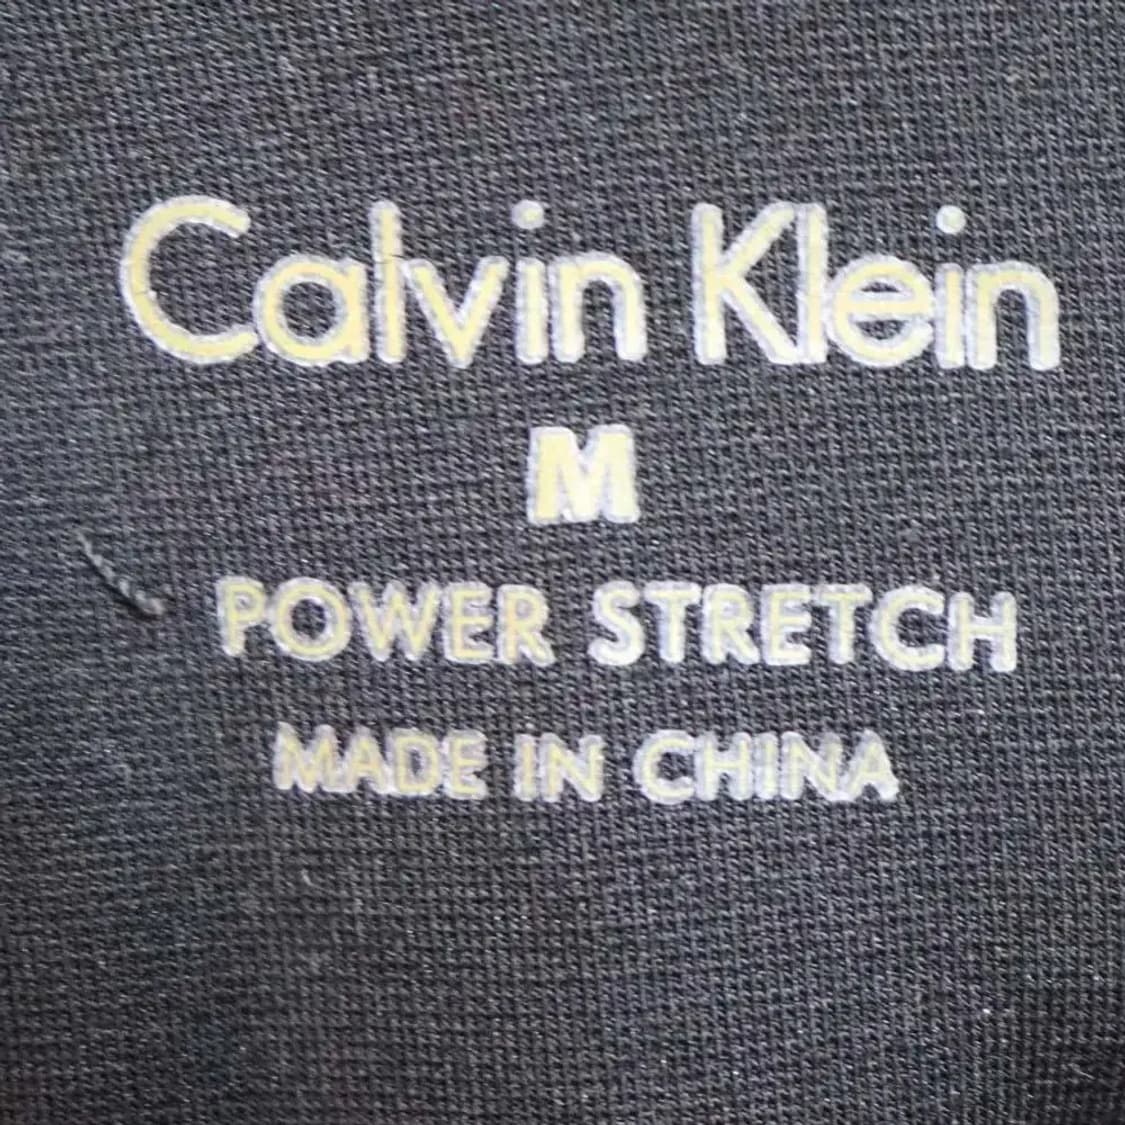 Calvin Klein
M
POWER STRETCH
MADE IN CHINA